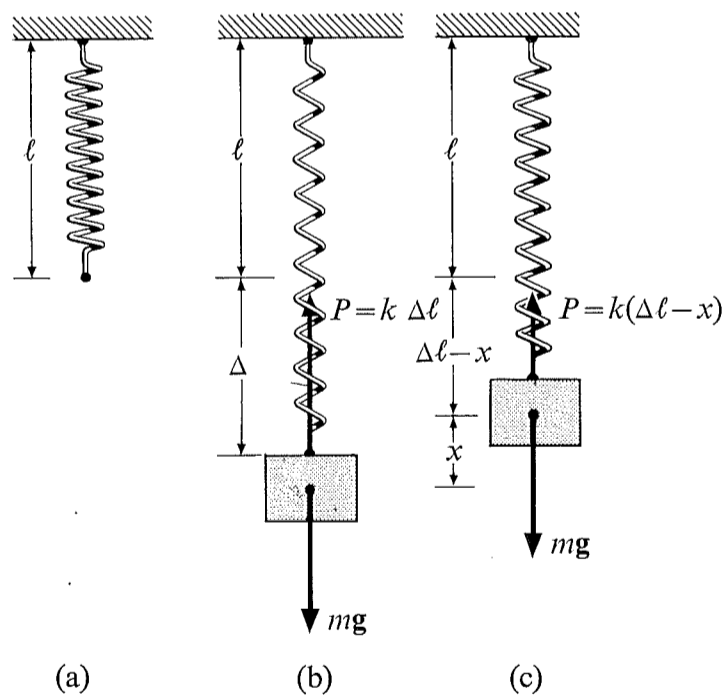 ℓ
ℓ
ℓ
P = k Δℓ
P = k(Δℓ − x)
Δ
Δℓ − x
x
mg
mg
(a)
(b)
(c)